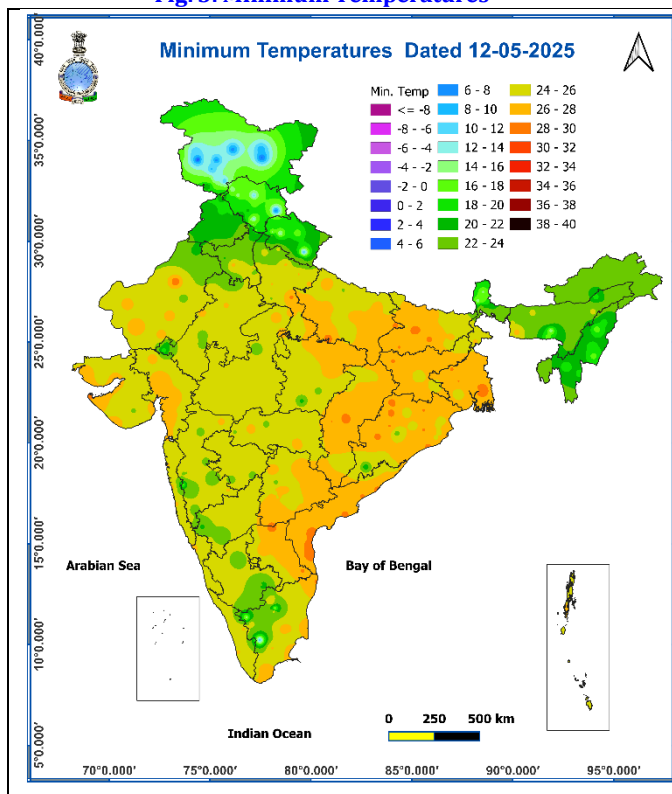 Fig. 5: Minimum Temperatures
Minimum Temperatures Dated 12-05-2025
Min. Temp
<= -8
-8 - -6
-6 - -4
-4 - -2
-2 - 0
0 - 2
2 - 4
4 - 6
6 - 8
8 - 10
10 - 12
12 - 14
14 - 16
16 - 18
18 - 20
20 - 22
22 - 24
24 - 26
26 - 28
28 - 30
30 - 32
32 - 34
34 - 36
36 - 38
38 - 40
40°0.000'
35°0.000'
30°0.000'
25°0.000'
20°0.000'
15°0.000'
10°0.000'
5°0.000'
Arabian Sea
Bay of Bengal
Indian Ocean
0 250 500 km
70°0.000' 75°0.000' 80°0.000' 85°0.000' 90°0.000' 95°0.000'